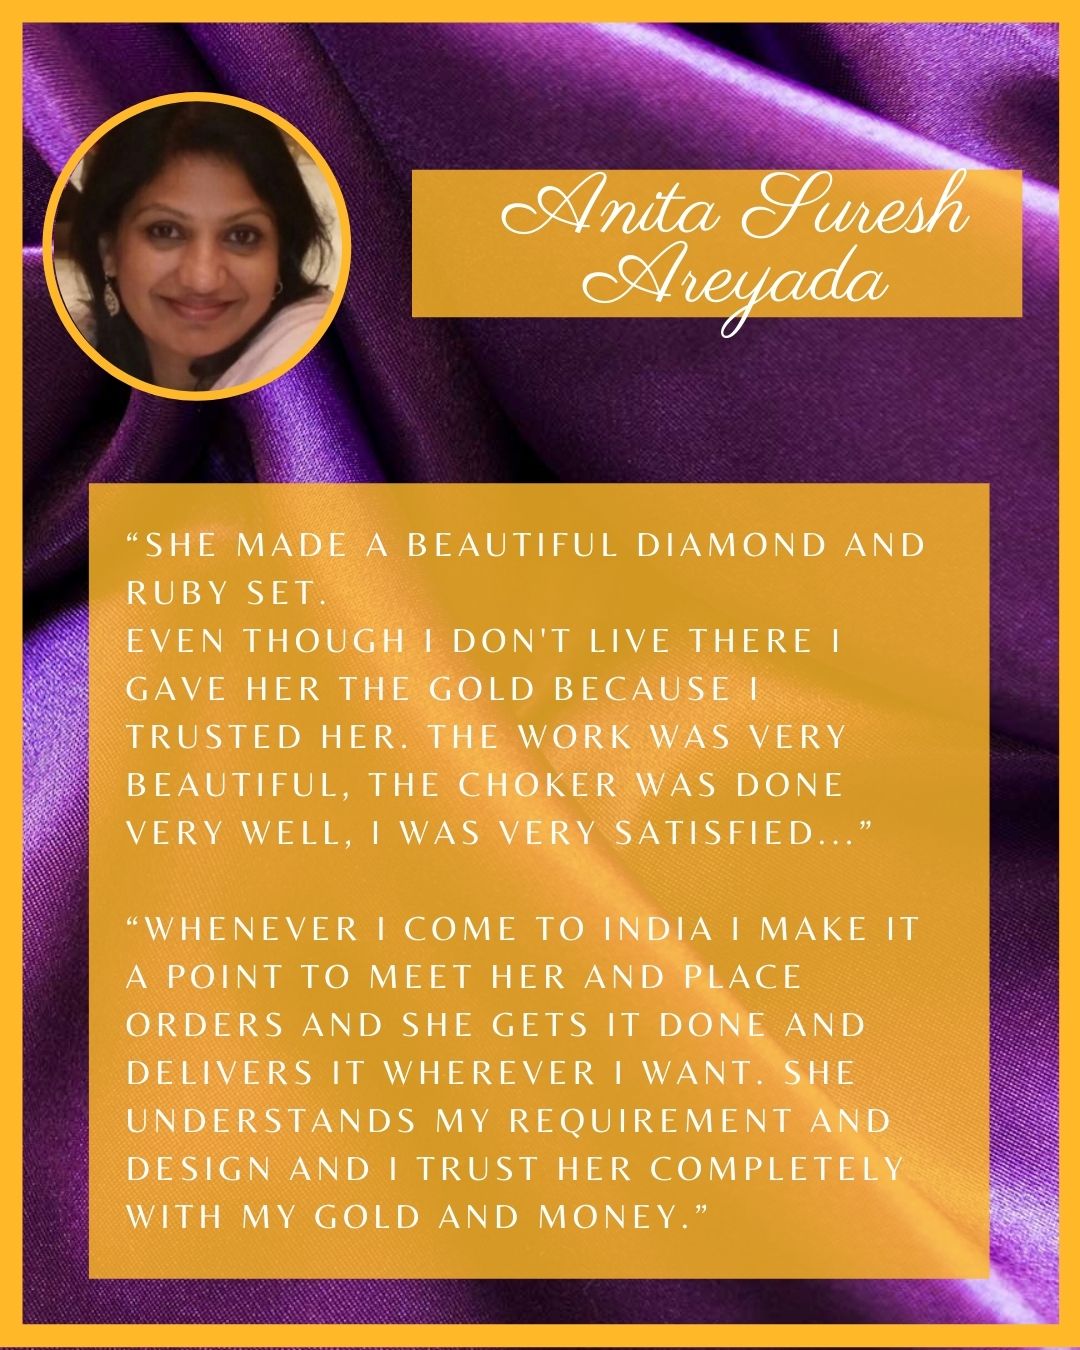 Anita Suresh
Areyada
“SHE MADE A BEAUTIFUL DIAMOND AND
RUBY SET.
EVEN THOUGH I DON'T LIVE THERE I
GAVE HER THE GOLD BECAUSE I
TRUSTED HER. THE WORK WAS VERY
BEAUTIFUL, THE CHOKER WAS DONE
VERY WELL, I WAS VERY SATISFIED...”
“WHENEVER I COME TO INDIA I MAKE IT
A POINT TO MEET HER AND PLACE
ORDERS AND SHE GETS IT DONE AND
DELIVERS IT WHEREVER I WANT. SHE
UNDERSTANDS MY REQUIREMENT AND
DESIGN AND I TRUST HER COMPLETELY
WITH MY GOLD AND MONEY.”